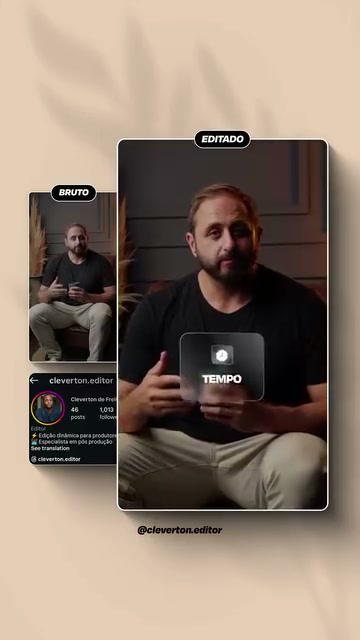 EDITADO
BRUTO
TEMPO
cleverton.editor
Cleverton de Frei
46 1,013
posts followe
Editor
Edição dinâmica para produtore
Especialista em pós produção
See translation
cleverton.editor
@cleverton.editor